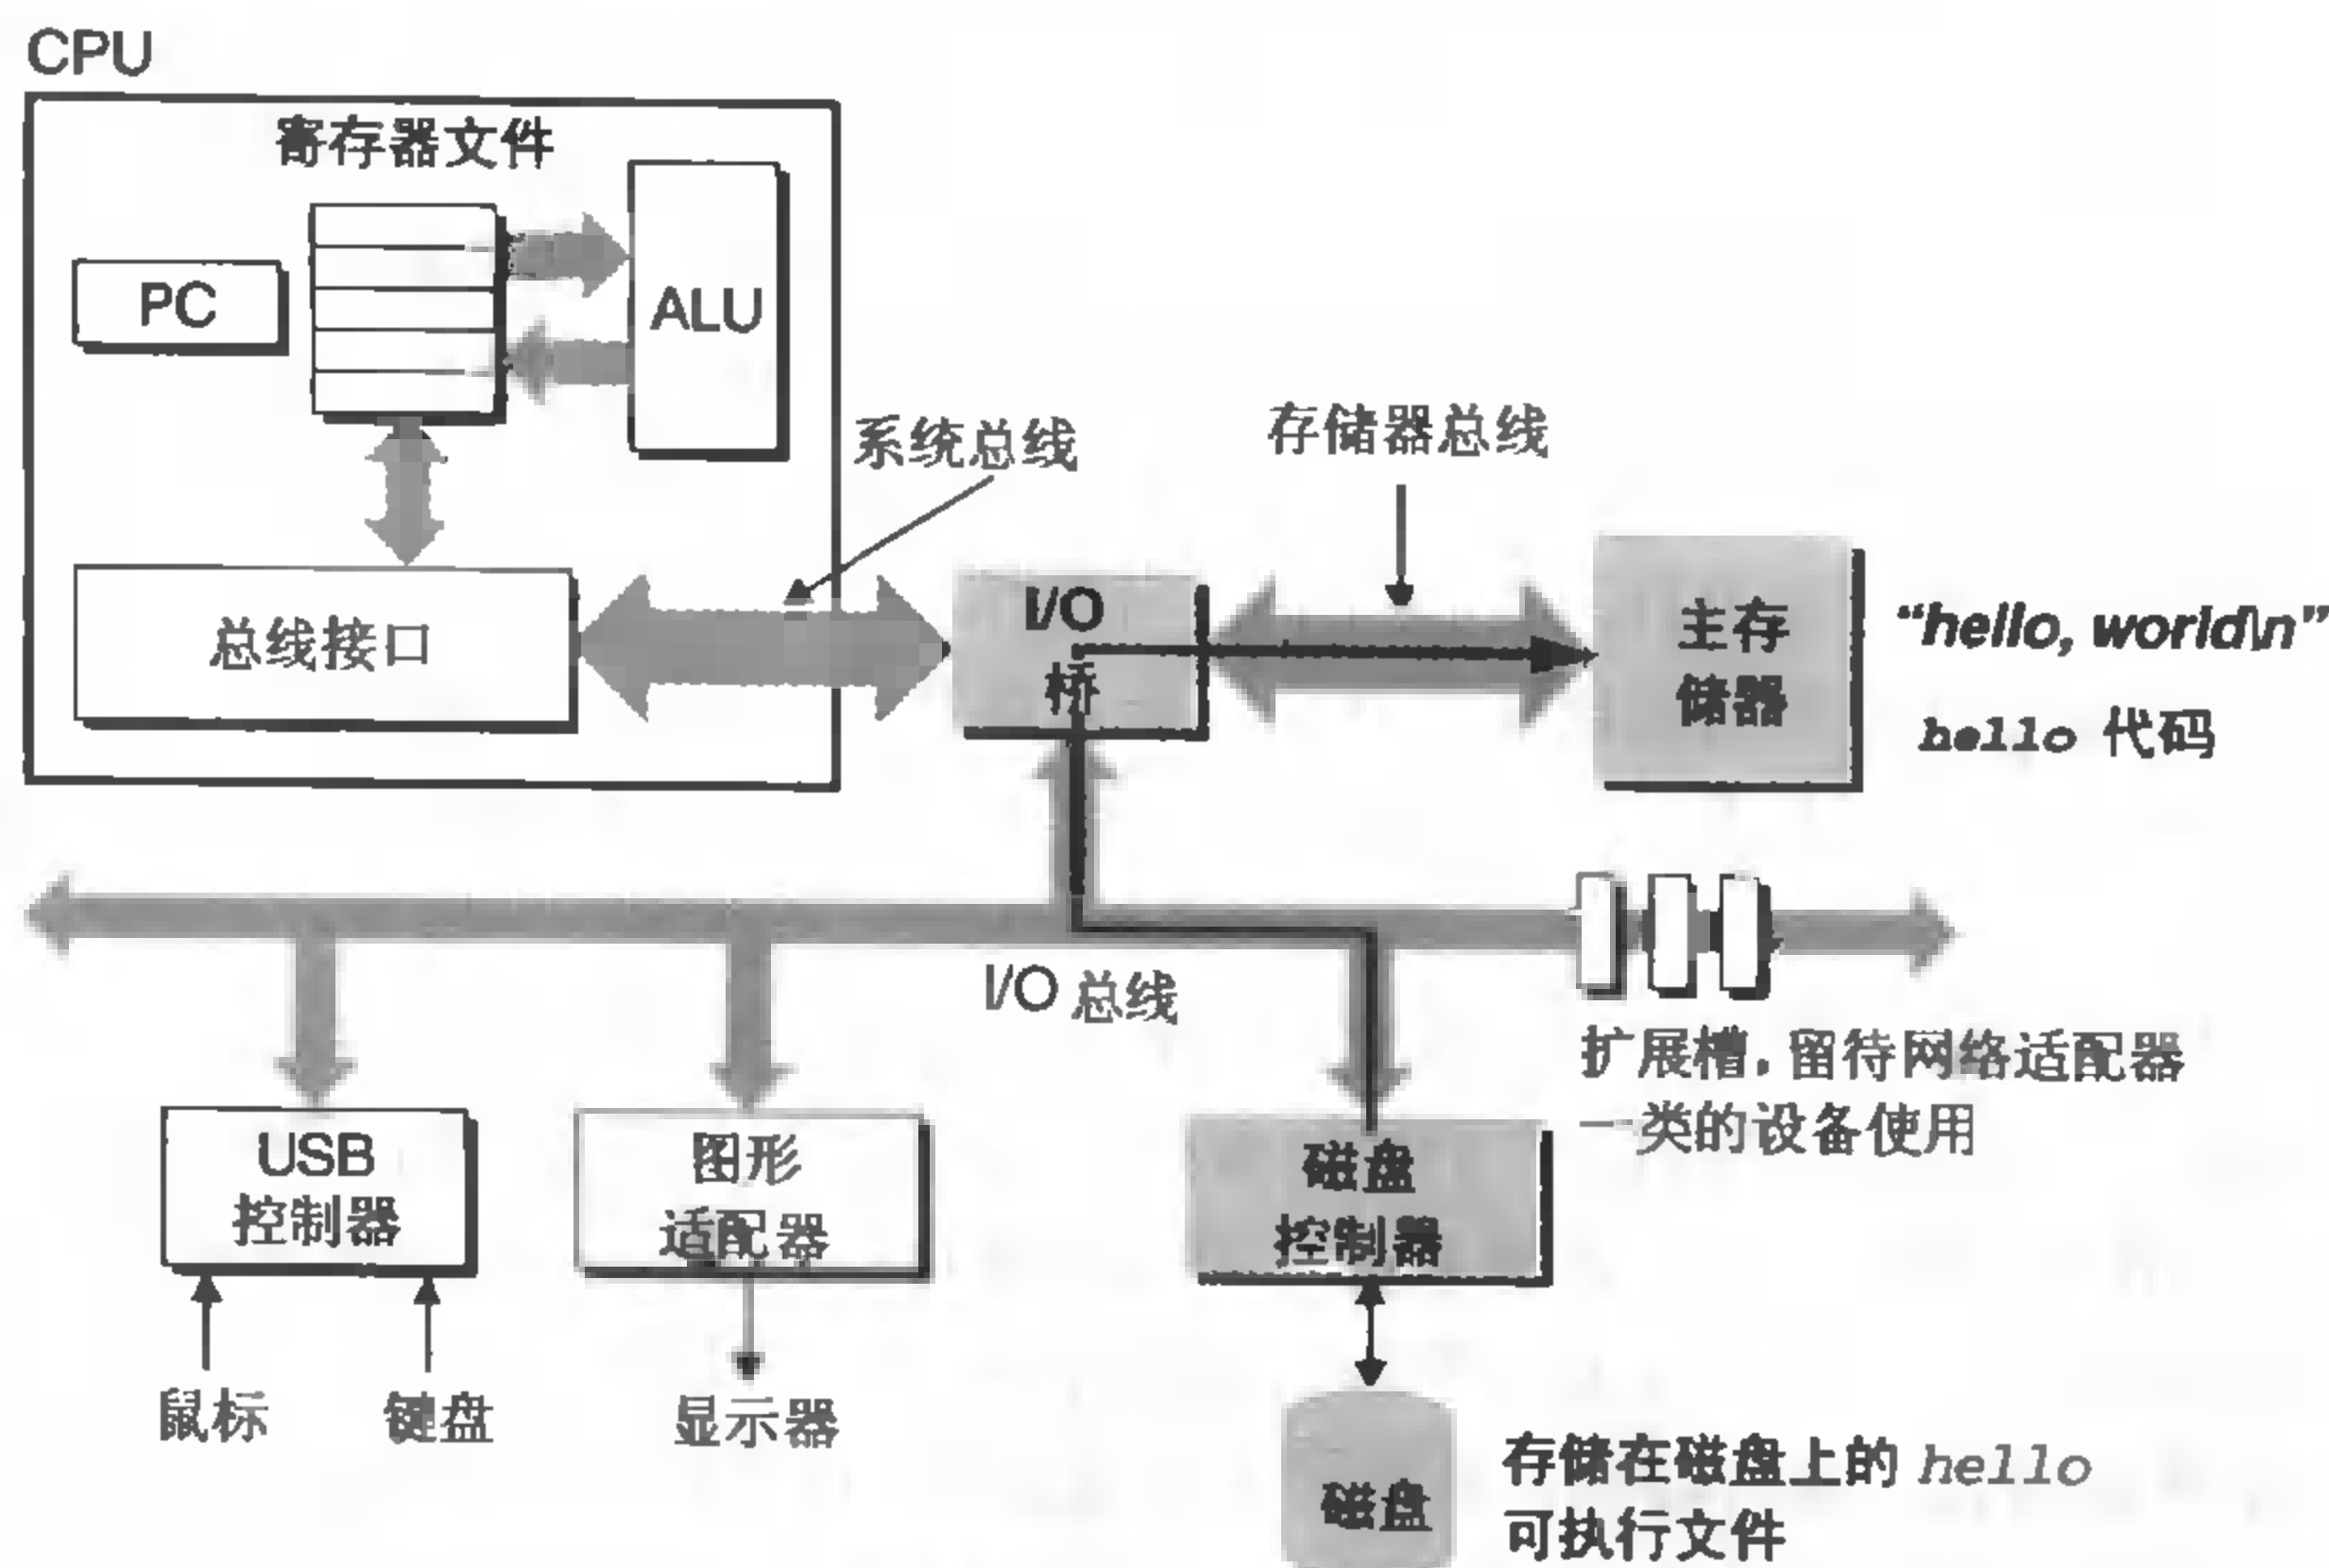 CPU
寄存器文件
PC
ALU
系统总线
存储器总线
总线接口
I/O
桥
主存
储器
“hello, world\n”
hello 代码
I/O 总线
扩展槽，留待网络适配器
一类的设备使用
USB
控制器
图形
适配器
磁盘
控制器
鼠标
键盘
显示器
磁盘
存储在磁盘上的 hello
可执行文件